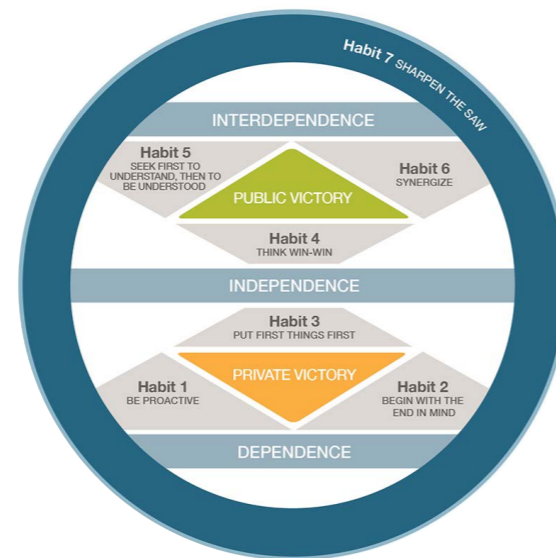 Habit 7 SHARPEN THE SAW
INTERDEPENDENCE
Habit 5
SEEK FIRST TO
UNDERSTAND, THEN TO
BE UNDERSTOOD
Habit 6
SYNERGIZE
PUBLIC VICTORY
Habit 4
THINK WIN-WIN
INDEPENDENCE
Habit 3
PUT FIRST THINGS FIRST
PRIVATE VICTORY
Habit 1
BE PROACTIVE
Habit 2
BEGIN WITH THE
END IN MIND
DEPENDENCE